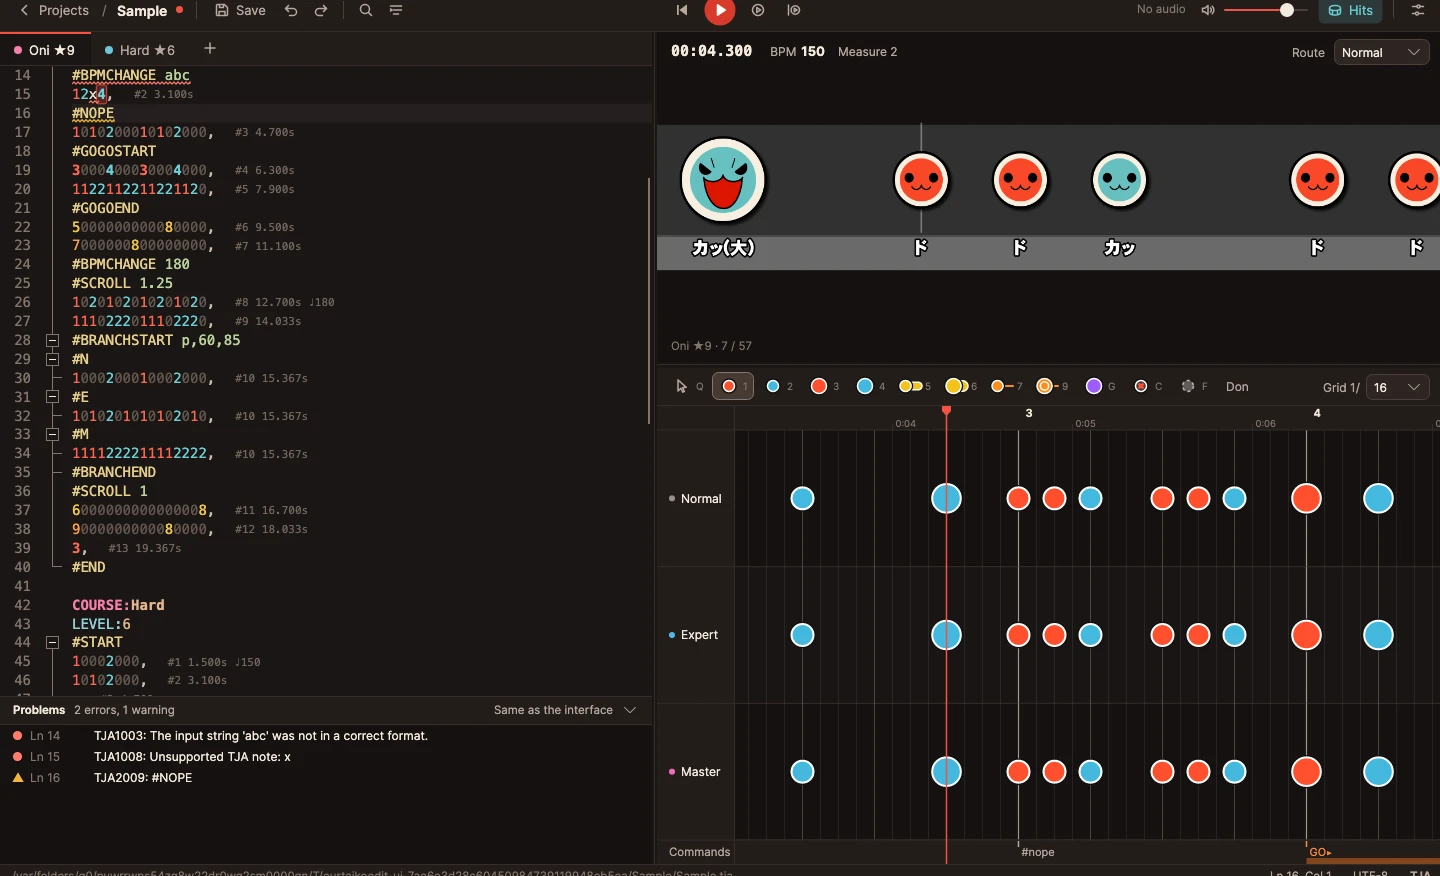 Projects / Sample Save No audio Hits
Oni ★9 Hard ★6 +
00:04.300 BPM 150 Measure 2 Route Normal
14 #BPMCHANGE abc
15 12x4, #2 3.100s
16 #NOPE
17 1010200010102000, #3 4.700s
18 #GOGOSTART
19 3000400030004000, #4 6.300s
20 1122112211221120, #5 7.900s
21 #GOGOEND
22 5000000000080000, #6 9.500s
23 7000000800000000, #7 11.100s
24 #BPMCHANGE 180
25 #SCROLL 1.25
26 1020102010201020, #8 12.700s ♩180
27 1110222011102220, #9 14.033s
28 #BRANCHSTART p,60,85
29 #N
30 1000200010002000, #10 15.367s
31 #E
32 1010201010102010, #10 15.367s
33 #M
34 1111222211112222, #10 15.367s
35 #BRANCHEND
36 #SCROLL 1
37 6000000000000008, #11 16.700s
38 9000000000080000, #12 18.033s
39 3, #13 19.367s
40 #END
41
42 COURSE:Hard
43 LEVEL:6
44 #START
45 10002000, #1 1.500s ♩150
46 10102000, #2 3.100s
カッ(大) ド ド カッ ド ド
Oni ★9 · 7 / 57
Q 1 2 3 4 5 6 7 9 G C F Don Grid 1/ 16
3 4
0:04 0:05 0:06
Normal
Expert
Master
Commands #nope GO▸
Problems 2 errors, 1 warning Same as the interface
Ln 14 TJA1003: The input string 'abc' was not in a correct format.
Ln 15 TJA1008: Unsupported TJA note: x
Ln 16 TJA2009: #NOPE
Ln 16, Col 1 UTF-8 TJA